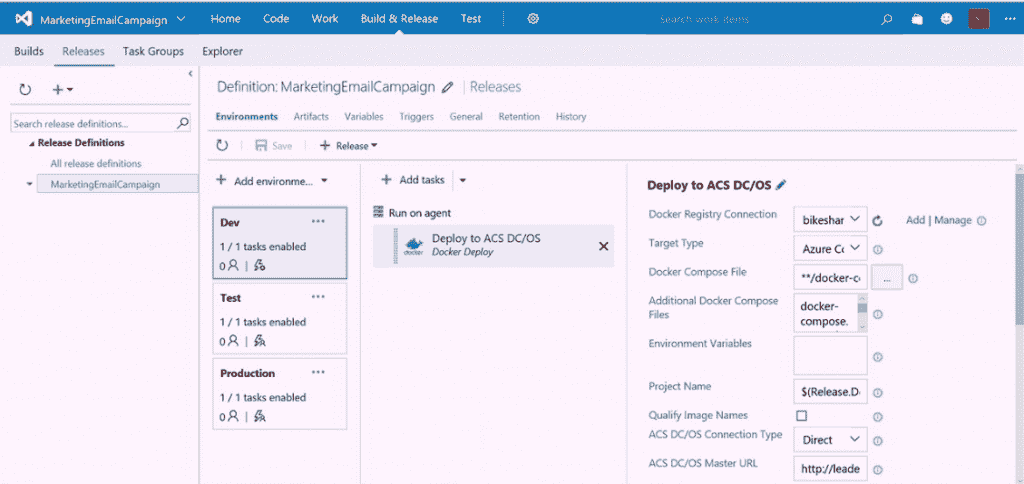 MarketingEmailCampaign Home Code Work Build & Release Test Search work items
Builds Releases Task Groups Explorer
Search release definitions...
Release Definitions
All release definitions
MarketingEmailCampaign
Definition: MarketingEmailCampaign | Releases
Environments Artifacts Variables Triggers General Retention History
Save + Release
+ Add environme...
Dev ...
1 / 1 tasks enabled
0
Test ...
1 / 1 tasks enabled
0
Production ...
1 / 1 tasks enabled
0
+ Add tasks
Run on agent
Deploy to ACS DC/OS
docker Docker Deploy
Deploy to ACS DC/OS
Docker Registry Connection bikeshar Add | Manage
Target Type Azure Cc
Docker Compose File **/docker-c ...
Additional Docker Compose docker-
Files compose.
Environment Variables
Project Name $(Release.D
Qualify Image Names
ACS DC/OS Connection Type Direct
ACS DC/OS Master URL http://leade